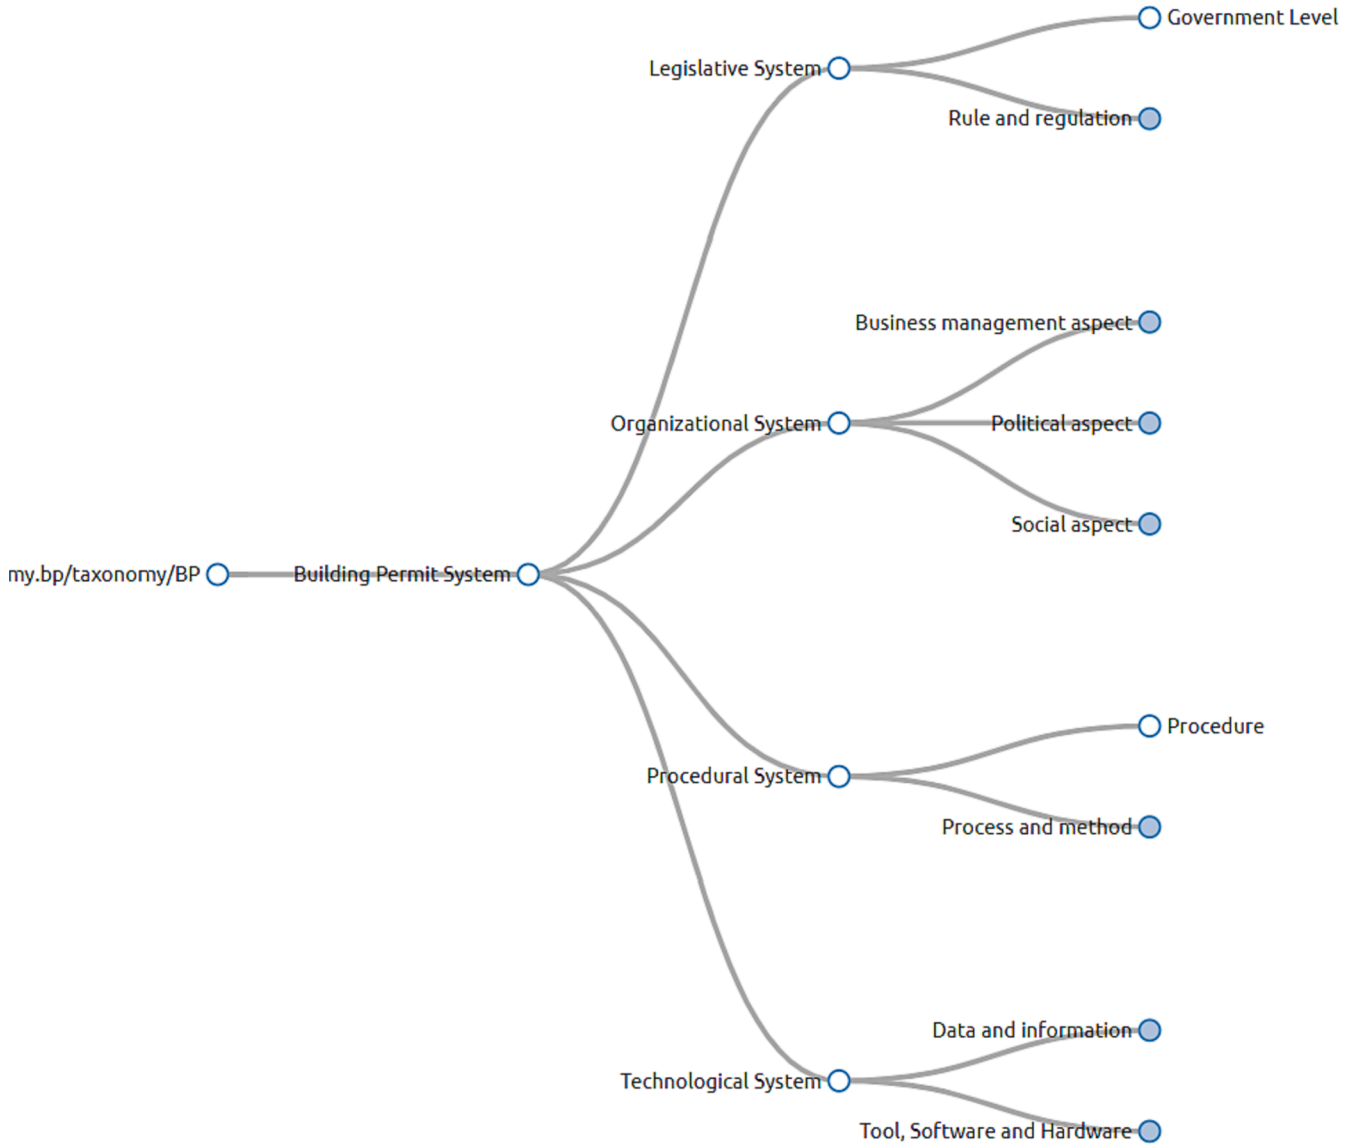 Government Level
Legislative System
Rule and regulation
Business management aspect
Organizational System
Political aspect
Social aspect
my.bp/taxonomy/BP
Building Permit System
Procedure
Procedural System
Process and method
Data and information
Technological System
Tool, Software and Hardware